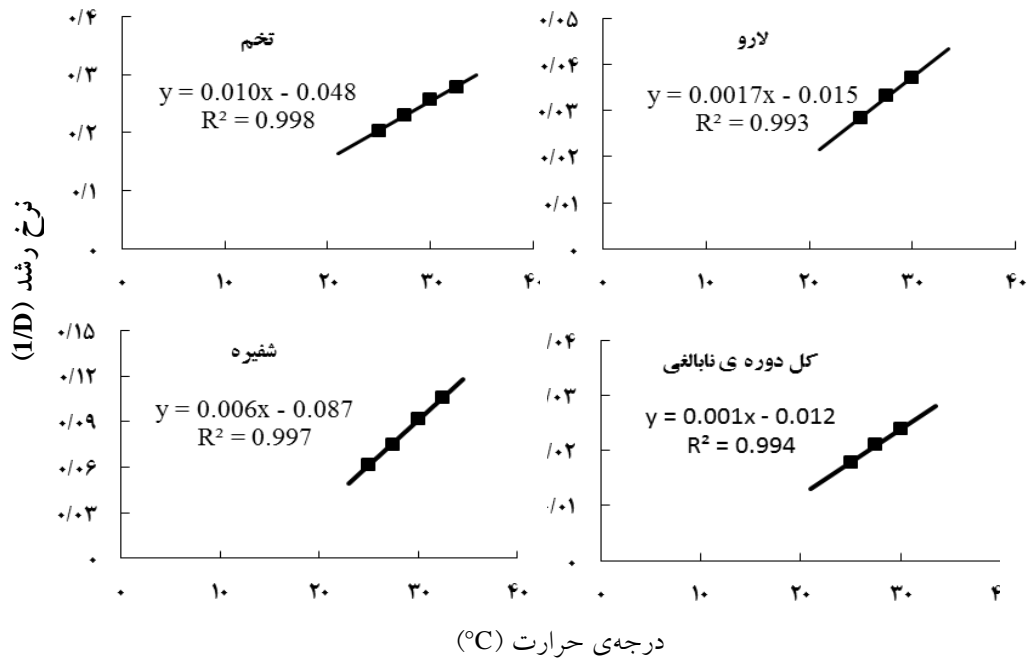 نرخ رشد (1/D)
تخم
y = 0.010x - 0.048
R² = 0.998
۰/۴
۰/۳
۰/۲
۰/۱
۰
۰ ۱۰ ۲۰ ۳۰ ۴۰
لارو
y = 0.0017x - 0.015
R² = 0.993
۰/۰۵
۰/۰۴
۰/۰۳
۰/۰۲
۰/۰۱
۰
۰ ۱۰ ۲۰ ۳۰ ۴۰
شفیره
y = 0.006x - 0.087
R² = 0.997
۰/۱۵
۰/۱۲
۰/۰۹
۰/۰۶
۰/۰۳
۰
۰ ۱۰ ۲۰ ۳۰ ۴۰
کل دوره ی نابالغی
y = 0.001x - 0.012
R² = 0.994
/۰۴
/۰۳
/۰۲
/۰۱
۰
۰ ۱۰ ۲۰ ۳۰ ۴
درجه‌ی حرارت (°C)